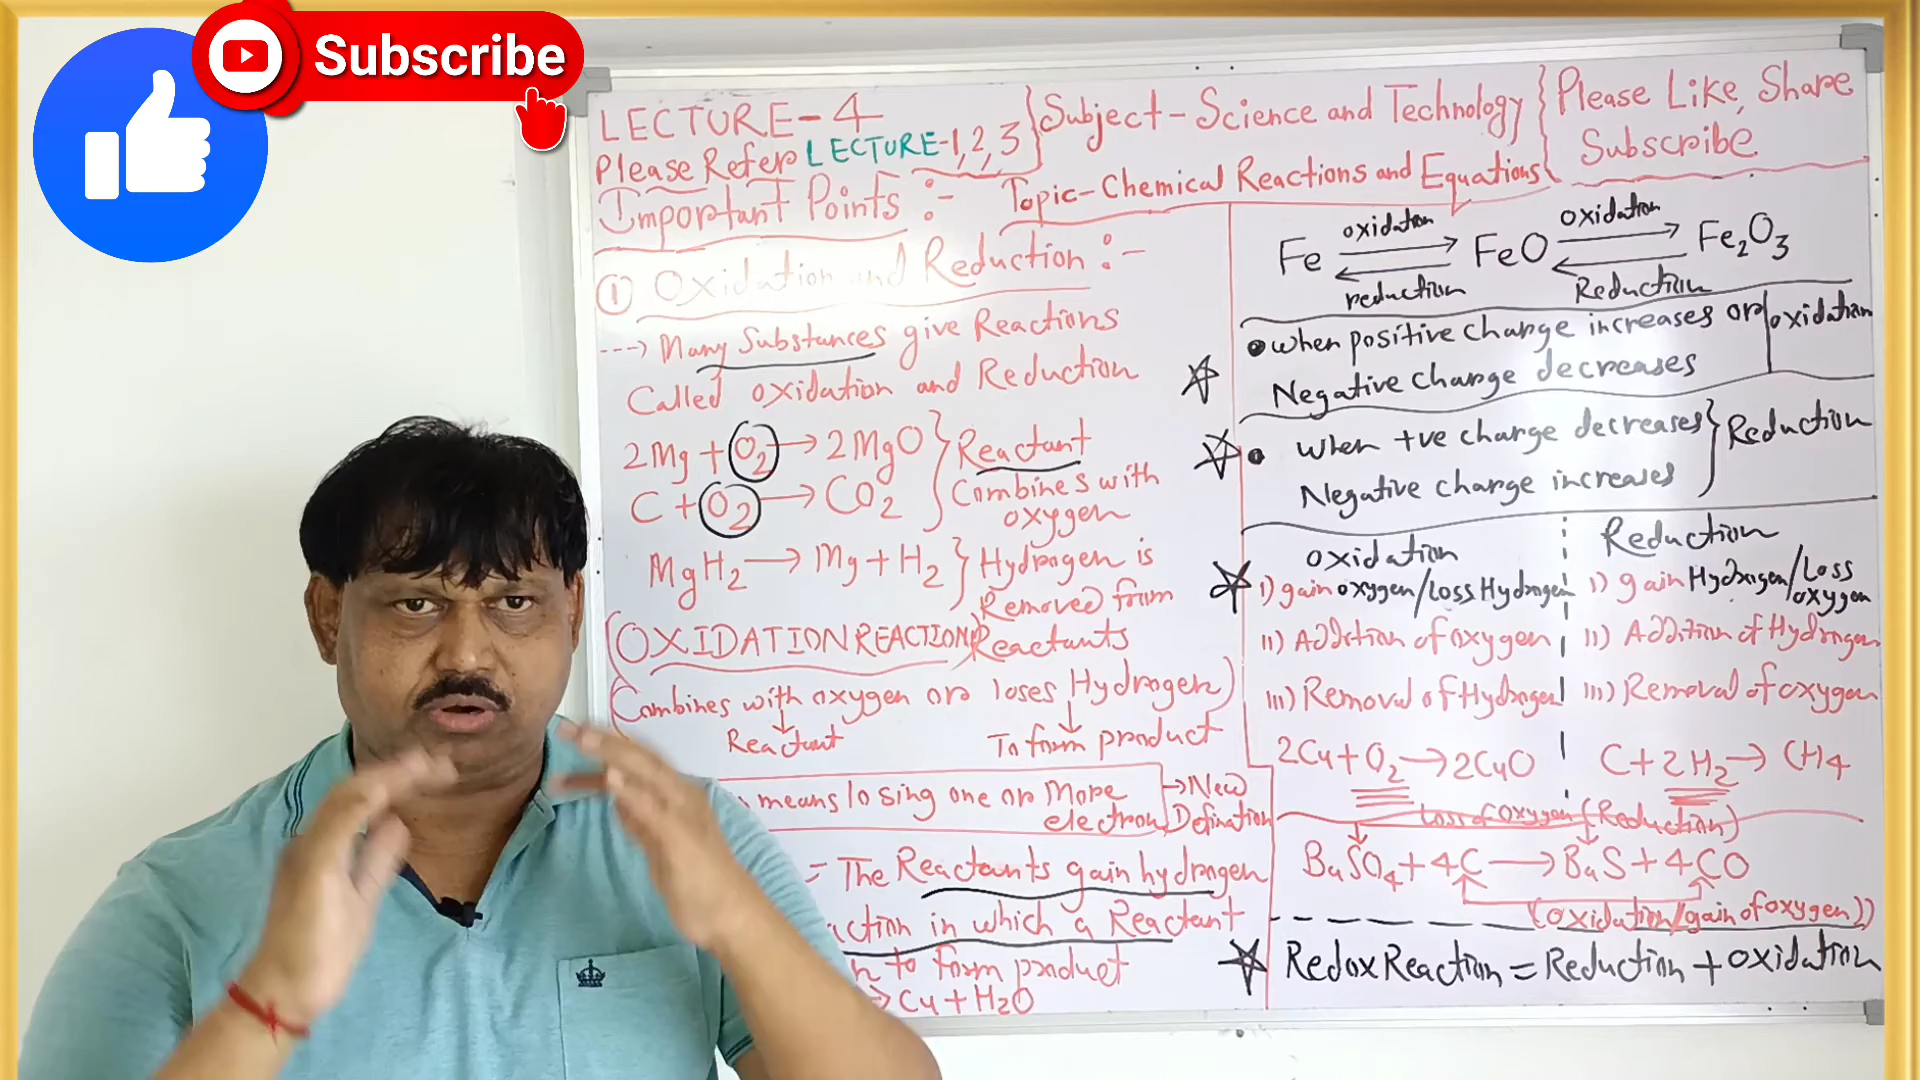 Subscribe
LECTURE-4
Please Refer LECTURE-1,2,3
Subject-Science and Technology
Please Like, Share
Subscribe
Important Points :-
Topic-Chemical Reactions and Equations
① Oxidation and Reduction :-
---> Many Substances give Reactions
Called oxidation and Reduction
2Mg + O₂ → 2MgO
C + O₂ → CO₂
Reactant
Combines with
oxygen
MgH₂ → Mg + H₂
Hydrogen is
Removed from
Reactants
(OXIDATION REACTION)
(Combines with oxygen or loses Hydrogen)
↓
Reactant
↓
To form product
means losing one or More
electron
→ New
Defination
= The Reactants gain hydrogen
ction in which a Reactant
to form product
→ Cu + H₂O
Fe oxidation reduction FeO oxidation Reduction Fe₂O₃
• When positive change increases or
Negative change decreases
oxidation
• When +ve change decreases
Negative change increases
Reduction
Oxidation
i) gain oxygen/Loss Hydrogen
ii) Addition of oxygen
iii) Removal of Hydrogen
2Cu + O₂ → 2CuO
Reduction
i) gain Hydrogen/Loss
oxygen
ii) Addition of Hydrogen
iii) Removal of oxygen
C + 2H₂ → CH4
Loss of oxygen (Reduction)
BaSO₄ + 4C → BaS + 4CO
(oxidation/gain of oxygen))
Redox Reaction = Reduction + oxidation